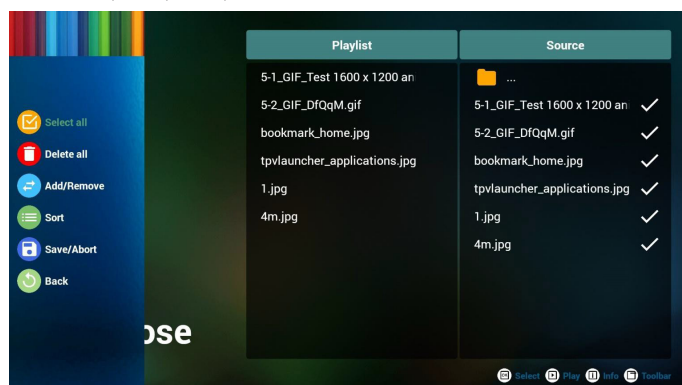 Select all
Delete all
Add/Remove
Sort
Save/Abort
Back
ose
Playlist
5-1_GIF_Test 1600 x 1200 an
5-2_GIF_DfQqM.gif
bookmark_home.jpg
tpvlauncher_applications.jpg
1.jpg
4m.jpg
Source
...
5-1_GIF_Test 1600 x 1200 an
5-2_GIF_DfQqM.gif
bookmark_home.jpg
tpvlauncher_applications.jpg
1.jpg
4m.jpg
Select Play Info Toolbar